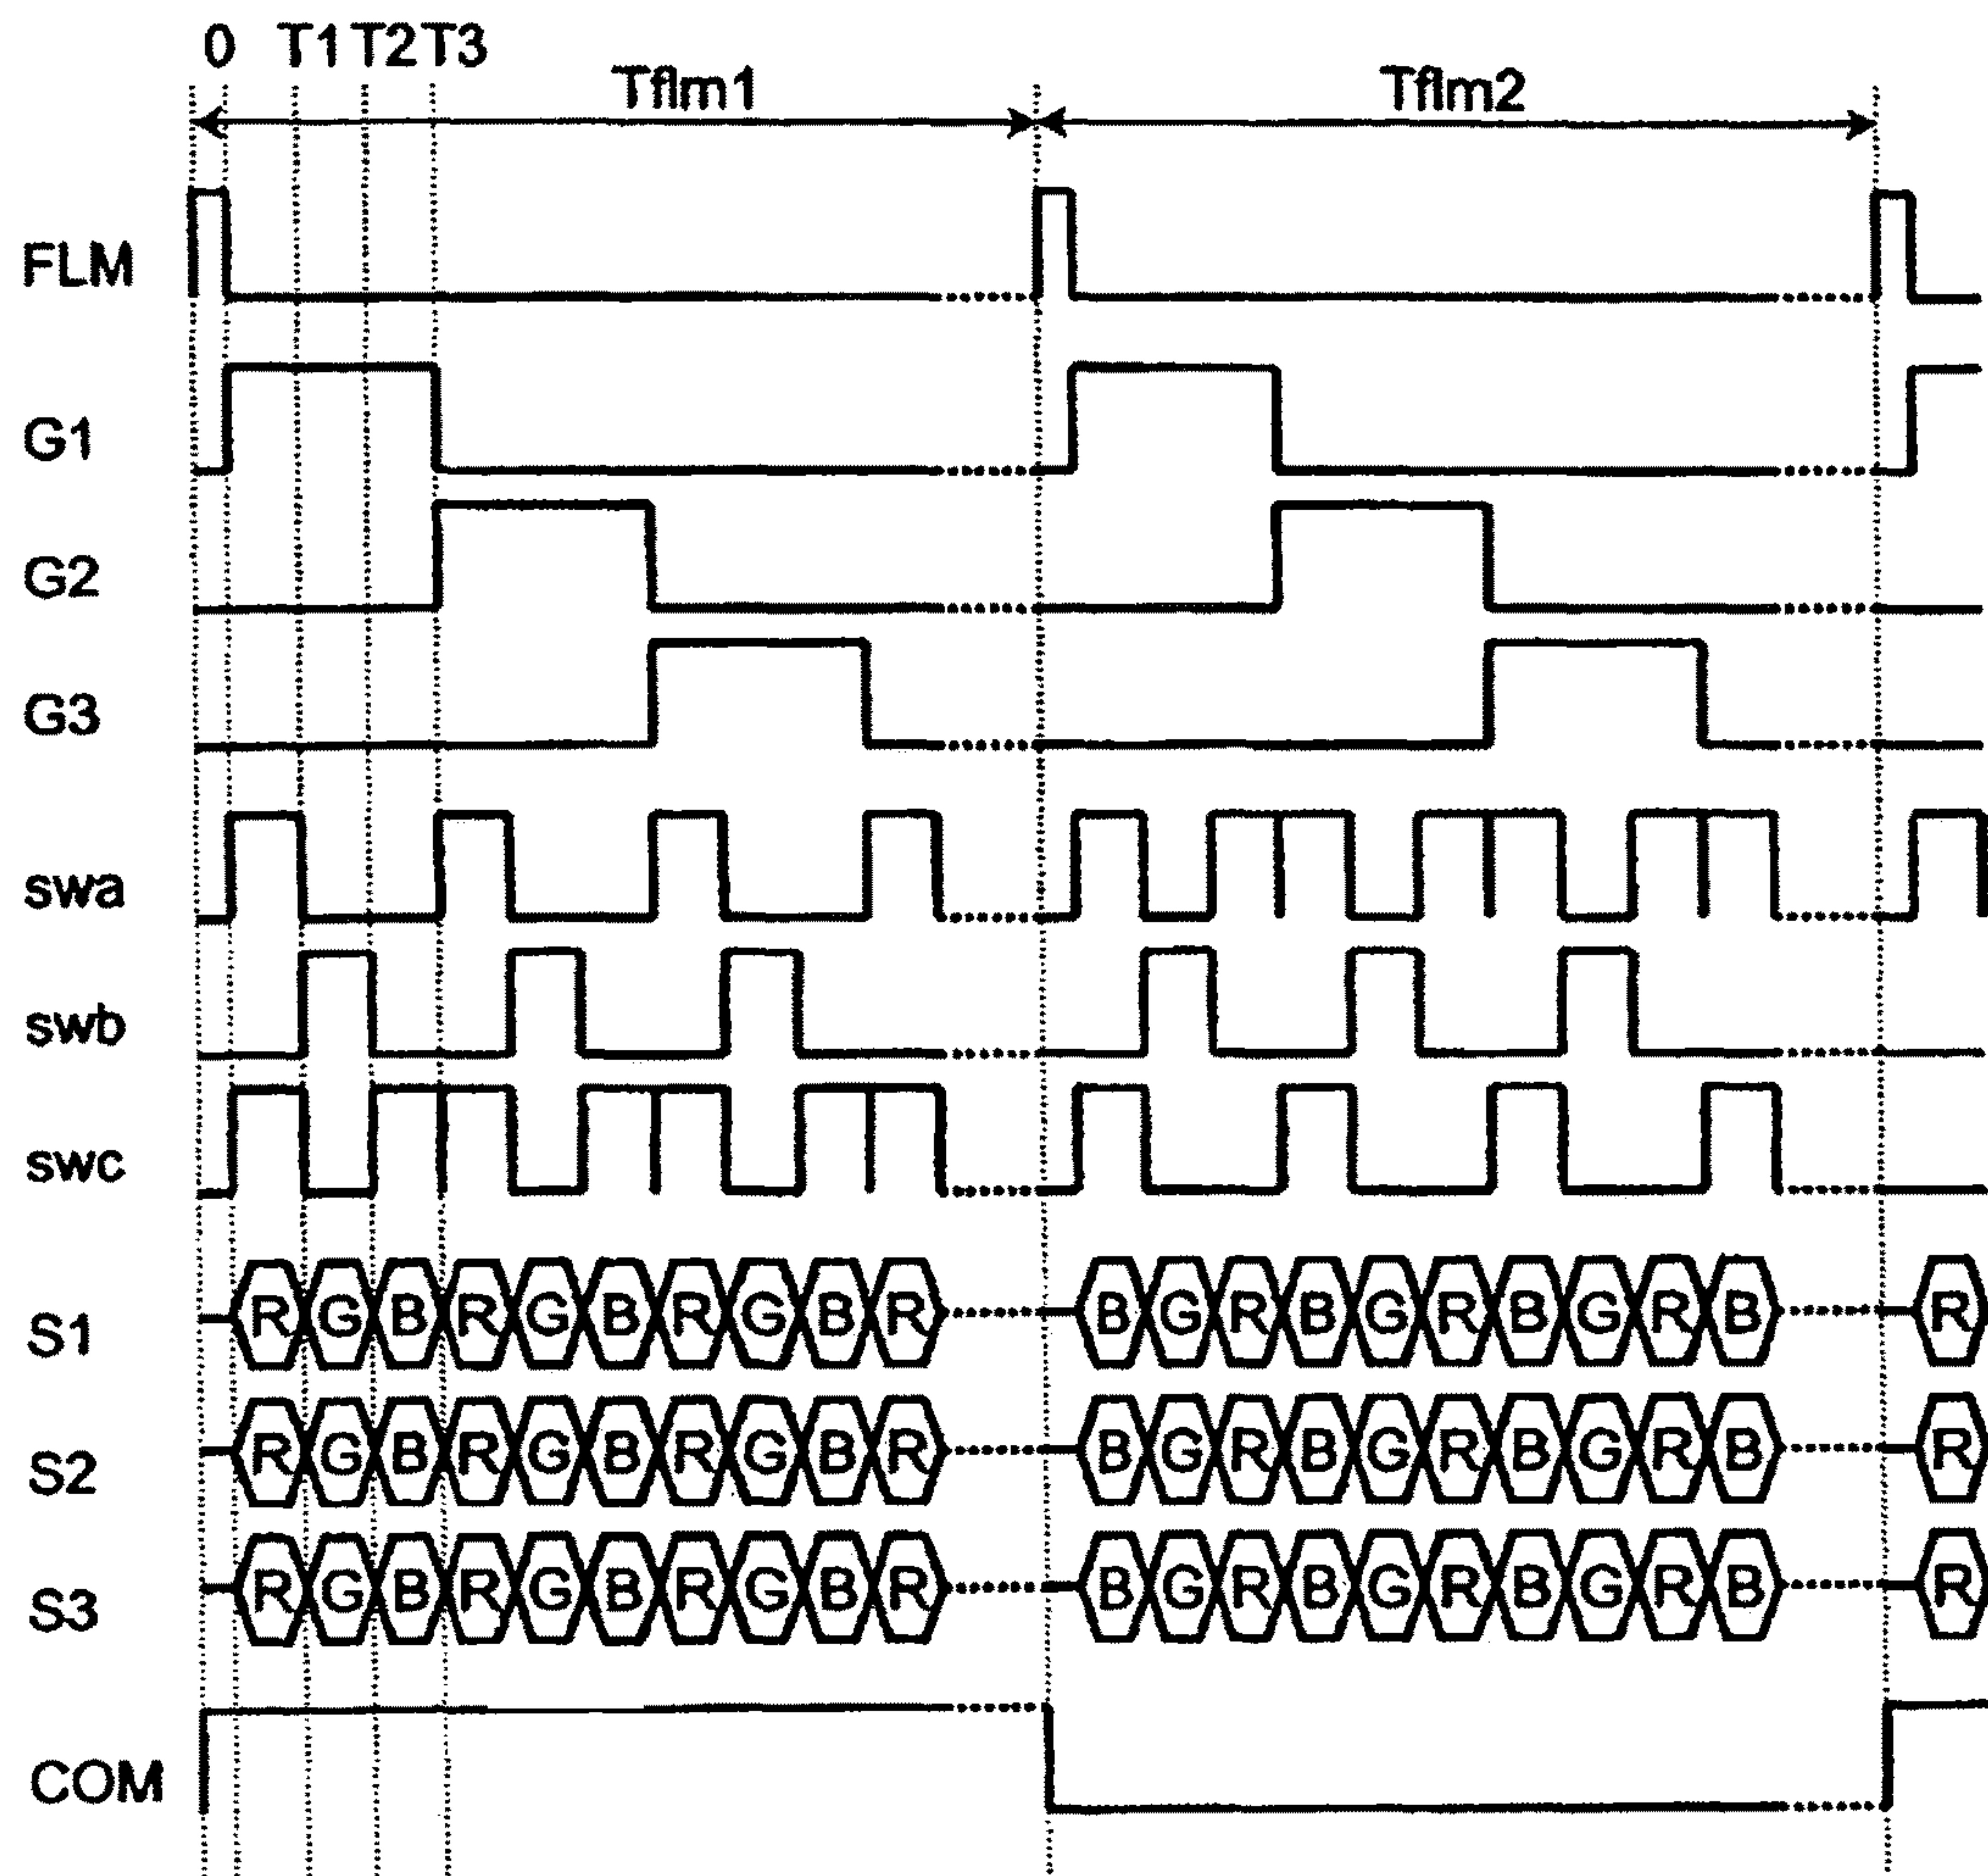 0 T1 T2 T3
Tflm1 Tflm2
FLM
G1
G2
G3
swa
swb
swc
S1 R G B R G B R G B R B G R B G R B G R B R
S2 R G B R G B R G B R B G R B G R B G R B R
S3 R G B R G B R G B R B G R B G R B G R B R
COM